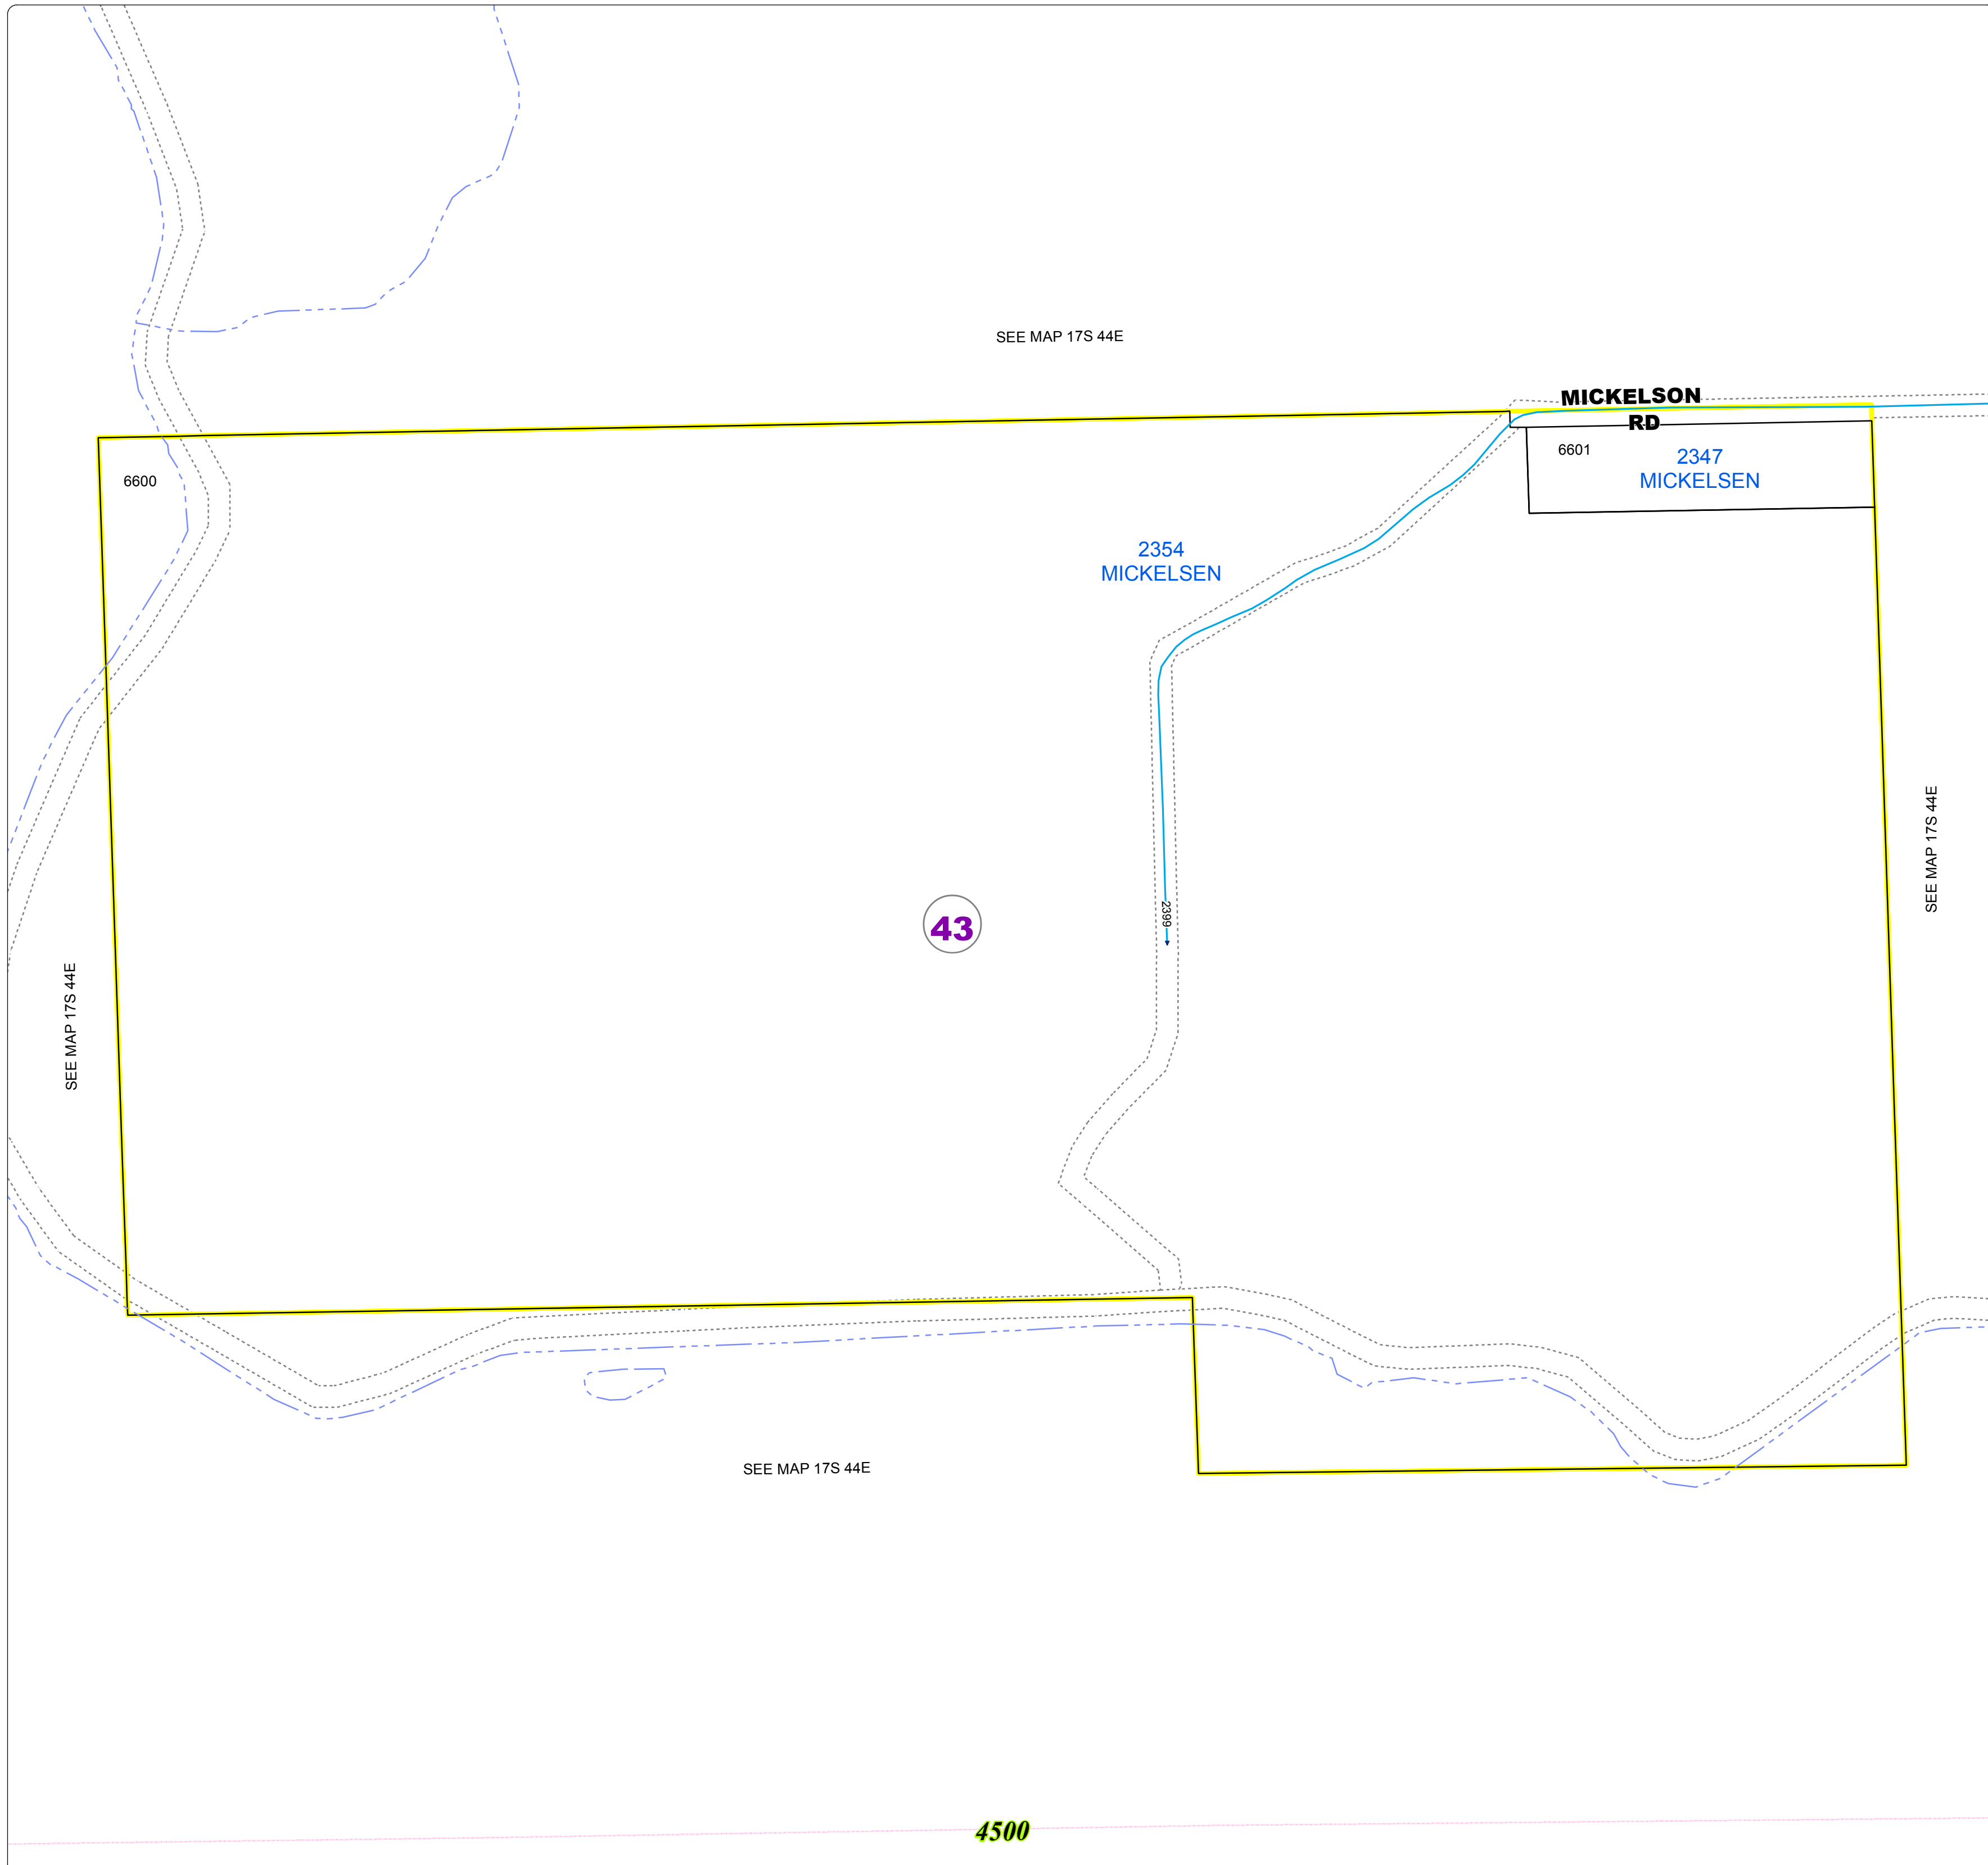 SEE MAP 17S 44E
MICKELSON
RD
6601
2347
MICKELSEN
6600
2354
MICKELSEN
SEE MAP 17S 44E
43
2399
SEE MAP 17S 44E
SEE MAP 17S 44E
4500